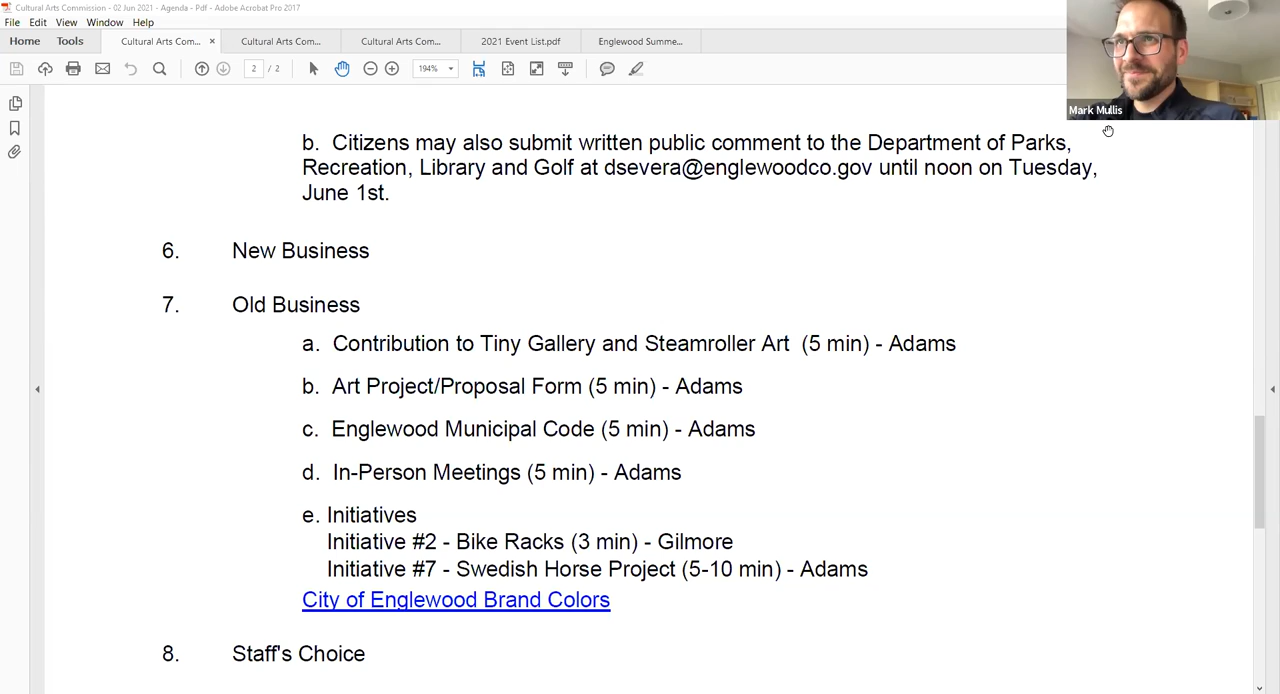 Cultural Arts Commission - 02 Jun 2021 - Agenda - Pdf - Adobe Acrobat Pro 2017
File Edit View Window Help
Home Tools Cultural Arts Com... × Cultural Arts Com... Cultural Arts Com... 2021 Event List.pdf Englewood Summe...
2 / 2 194%
Mark Mullis
b. Citizens may also submit written public comment to the Department of Parks,
Recreation, Library and Golf at dsevera@englewoodco.gov until noon on Tuesday,
June 1st.
6. New Business
7. Old Business
a. Contribution to Tiny Gallery and Steamroller Art (5 min) - Adams
b. Art Project/Proposal Form (5 min) - Adams
c. Englewood Municipal Code (5 min) - Adams
d. In-Person Meetings (5 min) - Adams
e. Initiatives
Initiative #2 - Bike Racks (3 min) - Gilmore
Initiative #7 - Swedish Horse Project (5-10 min) - Adams
City of Englewood Brand Colors
8. Staff's Choice